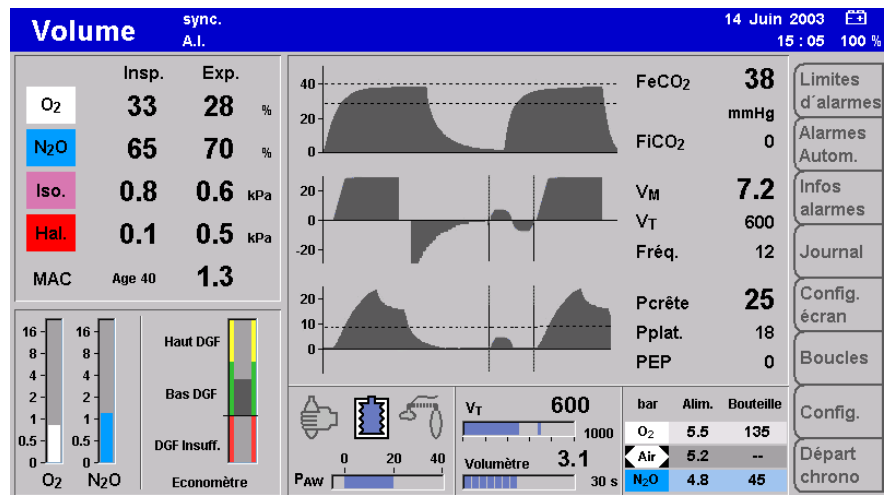 Volume
sync.
A.I.
14 Juin 2003
15 : 05 100 %
Insp. Exp.
O2 33 28 %
N2O 65 70 %
Iso. 0.8 0.6 kPa
Hal. 0.1 0.5 kPa
MAC Age 40 1.3
40
20
0
FeCO2 38
mmHg
FiCO2 0
20
0
-20
VM 7.2
VT 600
Fréq. 12
20
10
0
Pcrête 25
Pplat. 18
PEP 0
Limites
d'alarmes
Alarmes
Autom.
Infos
alarmes
Journal
Config.
écran
Boucles
Config.
Départ
chrono
16
8
4
2
1
0.5
0
O2
16
8
4
2
1
0.5
0
N2O
Haut DGF
Bas DGF
DGF Insuff.
Econometre
0 20 40
PAW
VT 600
1000
Volumètre 3.1
30 s
bar Alim. Bouteille
O2 5.5 135
Air 5.2 --
N2O 4.8 45